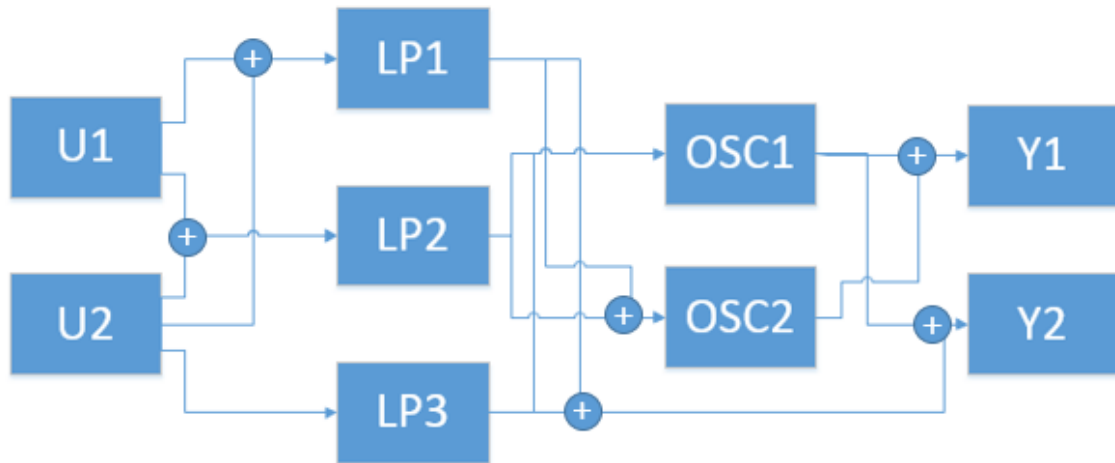 U1
U2
+
+
LP1
LP2
LP3
+
+
OSC1
OSC2
+
+
Y1
Y2